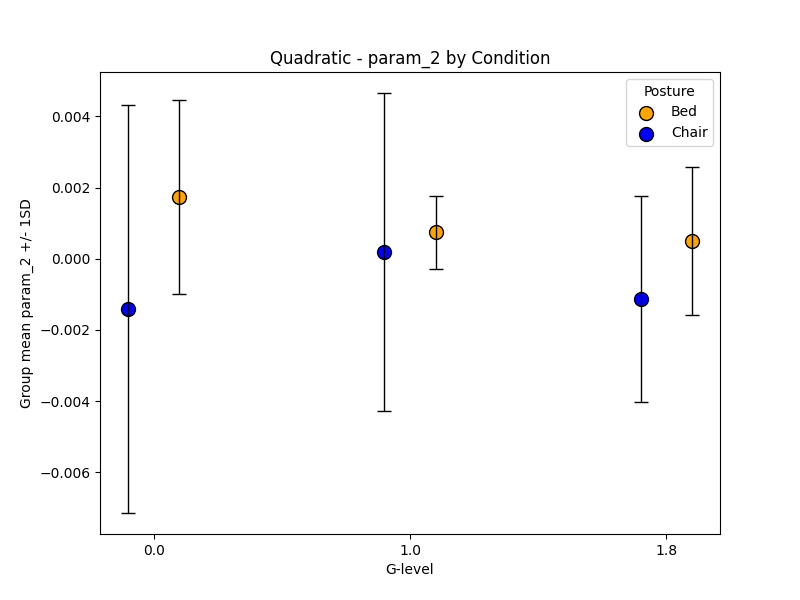 Quadratic - param_2 by Condition
Posture
Bed
Chair
Group mean param_2 +/- 1SD
0.004
0.002
0.000
−0.002
−0.004
−0.006
0.0
1.0
1.8
G-level